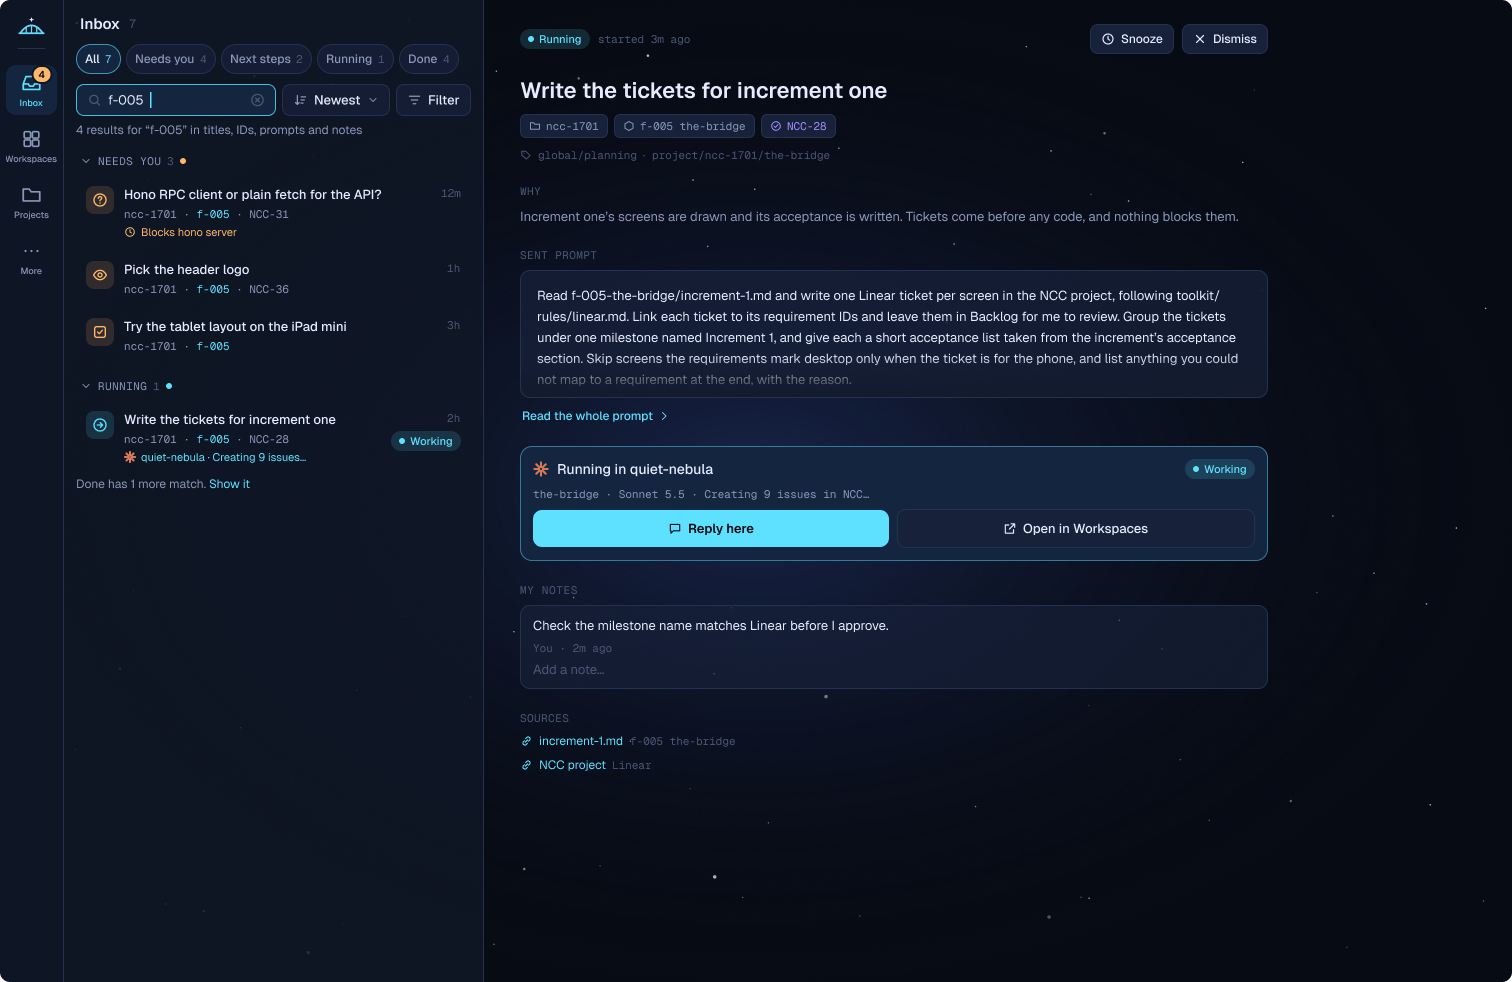 Inbox 7
All 7
Needs you 4
Next steps 2
Running 1
Done 4
f-005
Newest
Filter
4 results for “f-005” in titles, IDs, prompts and notes
4
Inbox
Workspaces
Projects
More
NEEDS YOU 3
Hono RPC client or plain fetch for the API? 12m
ncc-1701 · f-005 · NCC-31
Blocks hono server
Pick the header logo 1h
ncc-1701 · f-005 · NCC-36
Try the tablet layout on the iPad mini 3h
ncc-1701 · f-005
RUNNING 1
Write the tickets for increment one 2h
ncc-1701 · f-005 · NCC-28 Working
quiet-nebula · Creating 9 issues…
Done has 1 more match. Show it
Running started 3m ago
Snooze
Dismiss
Write the tickets for increment one
ncc-1701
f-005 the-bridge
NCC-28
global/planning · project/ncc-1701/the-bridge
WHY
Increment one’s screens are drawn and its acceptance is written. Tickets come before any code, and nothing blocks them.
SENT PROMPT
Read f-005-the-bridge/increment-1.md and write one Linear ticket per screen in the NCC project, following toolkit/
rules/linear.md. Link each ticket to its requirement IDs and leave them in Backlog for me to review. Group the tickets
under one milestone named Increment 1, and give each a short acceptance list taken from the increment’s acceptance
section. Skip screens the requirements mark desktop only when the ticket is for the phone, and list anything you could
not map to a requirement at the end, with the reason.
Read the whole prompt
Running in quiet-nebula Working
the-bridge · Sonnet 5.5 · Creating 9 issues in NCC…
Reply here
Open in Workspaces
MY NOTES
Check the milestone name matches Linear before I approve.
You · 2m ago
Add a note…
SOURCES
increment-1.md f-005 the-bridge
NCC project Linear